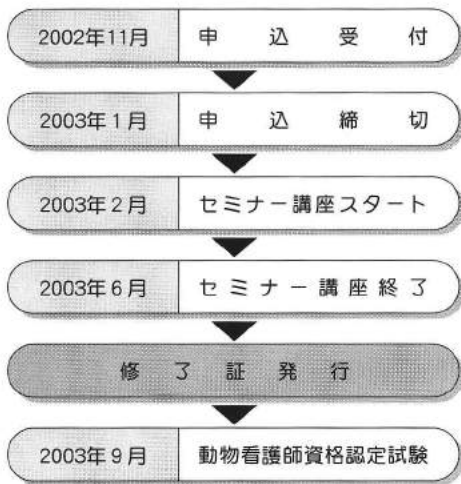 2002年11月 申込受付
2003年1月 申込締切
2003年2月 セミナー講座スタート
2003年6月 セミナー講座終了
修了証発行
2003年9月 動物看護師資格認定試験